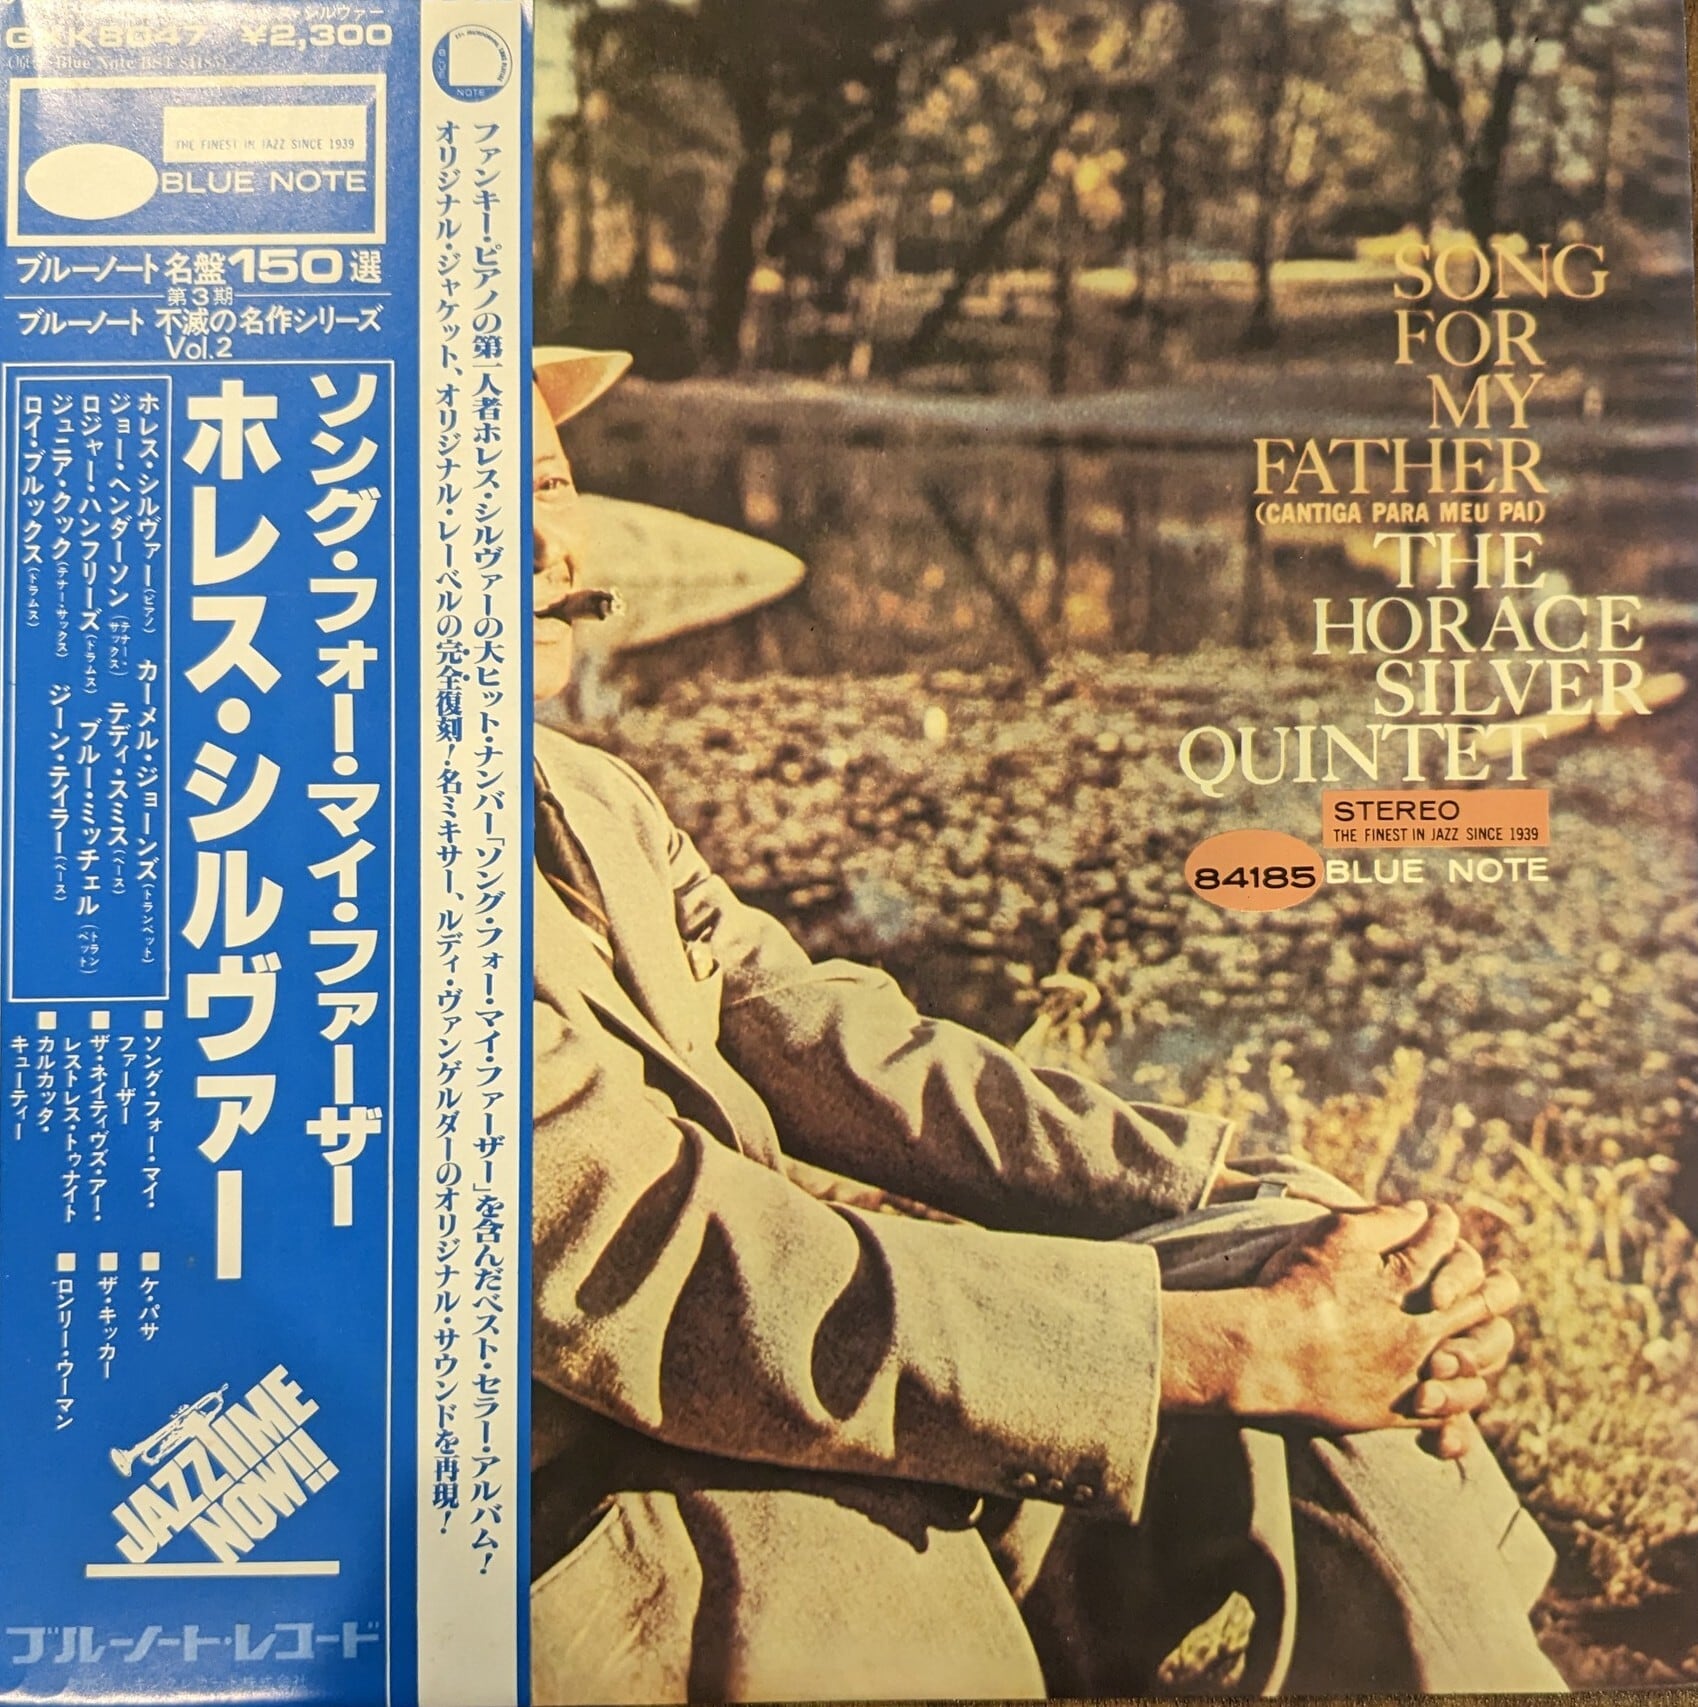 GXK8047 ¥2,300
Blue Note BST 84185
THE FINEST IN JAZZ SINCE 1939
BLUE NOTE
ブルーノート名盤150選
第3期
ブルーノート 不滅の名作シリーズ
Vol.2
ソング・フォー・マイ・ファーザー
ホレス・シルヴァー
ホレス・シルヴァー(ピアノ) カーメル・ジョーンズ(トランペット)
ジョー・ヘンダーソン(テナー・サックス) テディ・スミス(ベース)
ロジャー・ハンフリーズ(ドラムス) ブルー・ミッチェル(トランペット)
ジュニア・クック(テナー・サックス) ジーン・テイラー(ベース)
ロイ・ブルックス(ドラムス)
■ソング・フォー・マイ・
ファーザー
■ザ・ネイティヴズ・アー・
レストレス・トゥナイト
■カルカッタ・
キューティー
■ケ・パサ
■ザ・キッカー
■ロンリー・ウーマン
JAZZ TIME
NOW!!
ブルーノート・レコード
NOTE
ファンキー・ピアノの第一人者ホレス・シルヴァーの大ヒット・ナンバー「ソング・フォー・マイ・ファーザー」を含んだベスト・セラー・アルバム!
オリジナル・ジャケット、オリジナル・レーベルの完全復刻!名ミキサー、ルディ・ヴァンゲルダーのオリジナル・サウンドを再現!
SONG
FOR
MY
FATHER
(CANTIGA PARA MEU PAI)
THE
HORACE
SILVER
QUINTET
STEREO
THE FINEST IN JAZZ SINCE 1939
84185 BLUE NOTE